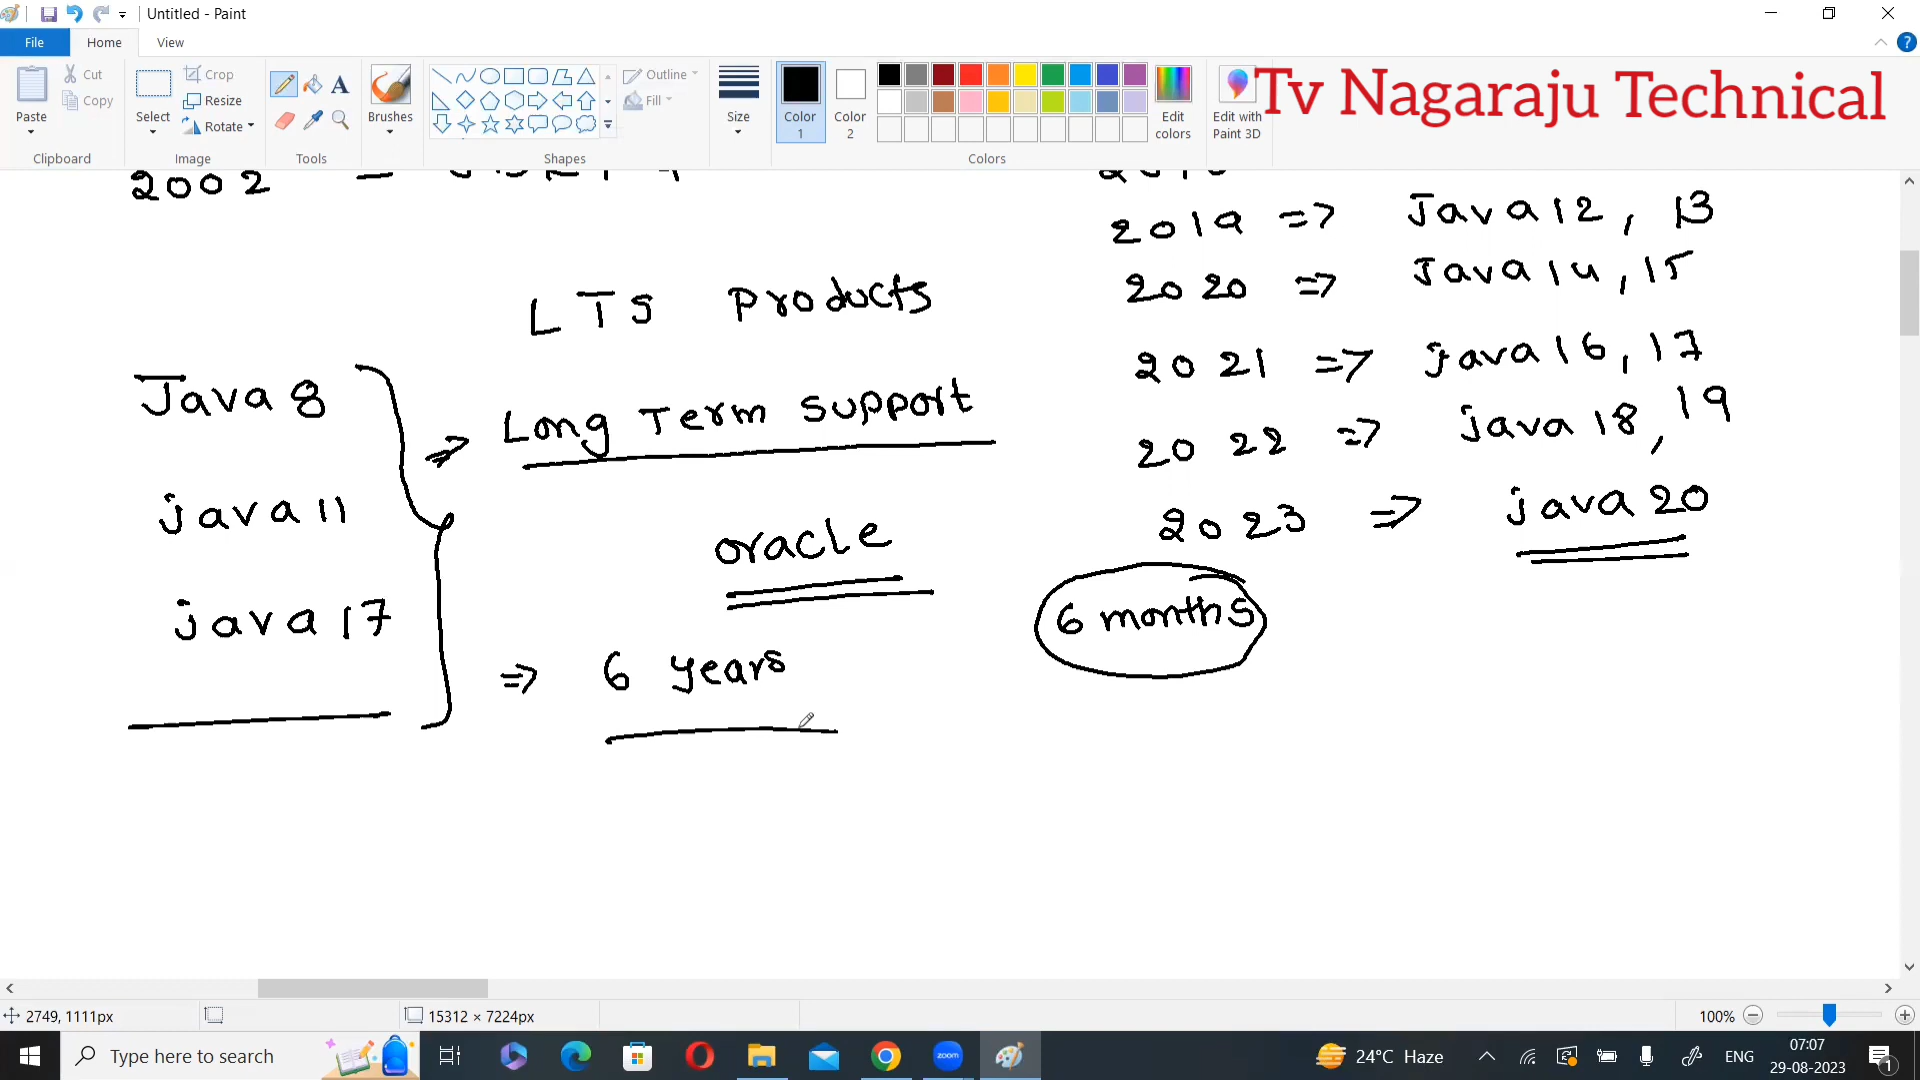 Untitled - Paint
File Home View
Cut
Copy
Paste
Clipboard
Crop
Resize
Rotate
Select
Image
Tools
Brushes
Shapes
Outline
Fill
Size
Color 1
Color 2
Colors
Edit colors
Edit with Paint 3D
Tv Nagaraju Technical
2002 =
2019 => Java 12, 13
2020 => Java 14, 15
2021 => java 16, 17
2022 => java 18, 19
2023 => java 20
6 months
LTS products
Java 8
=> Long Term support
java 11
oracle
java 17
=> 6 years
2749, 1111px
15312 × 7224px
100%
Type here to search
zoom
24°C Haze
ENG
07:07
29-08-2023
1